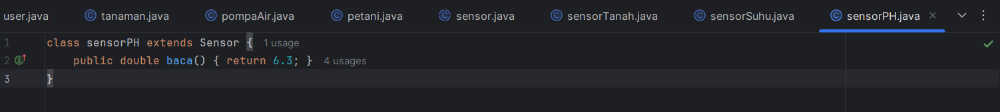 user.java tanaman.java pompaAir.java petani.java sensor.java sensorTanah.java sensorSuhu.java sensorPH.java
1 class sensorPH extends Sensor { 1 usage
2 public double baca() { return 6.3; } 4 usages
3 }